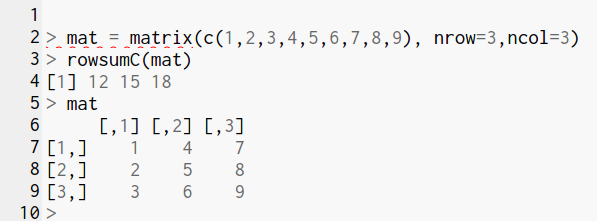 1
2 > mat = matrix(c(1,2,3,4,5,6,7,8,9), nrow=3,ncol=3)
3 > rowsumC(mat)
4 [1] 12 15 18
5 > mat
6      [,1] [,2] [,3]
7 [1,]    1    4    7
8 [2,]    2    5    8
9 [3,]    3    6    9
10 >